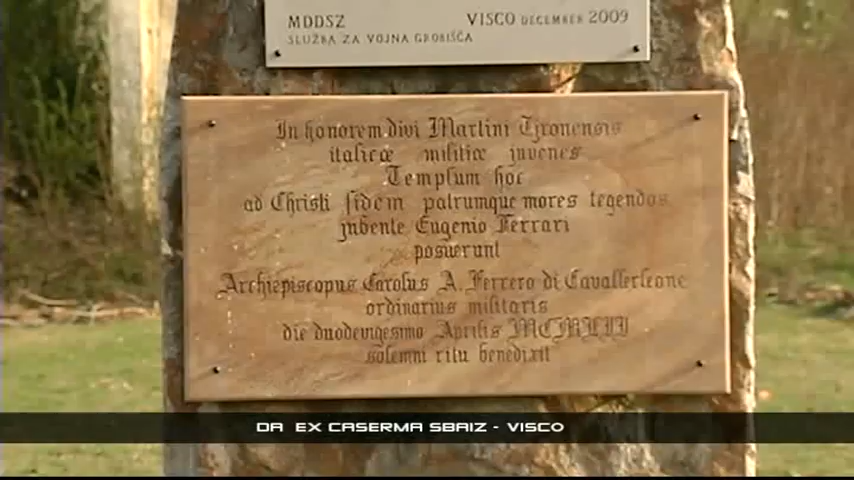 MDDSZ VISCO DECEMBER 2009
SLUŽBA ZA VOJNA GROBIŠČA
In honorem divi Martini Tjronensis
italicæ militiæ juvenes
Templum hoc
ad Christi fidem patrumque mores tegendos
jubente Eugenio Ferrari
posuerunt
Archiepiscopus Carolus A. Ferrero di Cavallerleone
ordinarius militaris
die duodevigesimo Aprilis MCMLIII
solemni ritu benedixit
DA EX CASERMA SBAIZ - VISCO